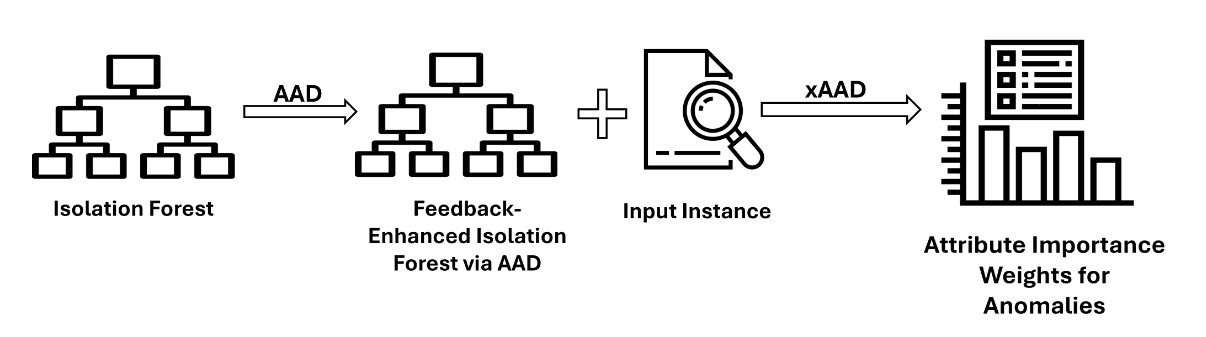 AAD
xAAD
Isolation Forest
Feedback-
Enhanced Isolation
Forest via AAD
Input Instance
Attribute Importance
Weights for
Anomalies